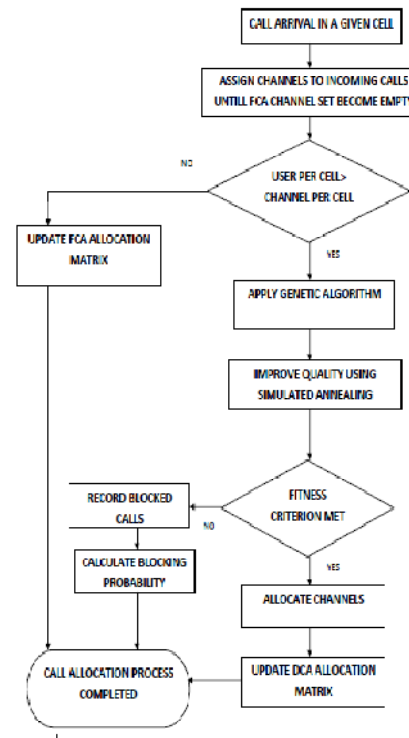 CALL ARRIVAL IN A GIVEN CELL
ASSIGN CHANNELS TO INCOMING CALLS
UNTILL FCA CHANNEL SET BECOME EMPTY
NO
USER PER CELL>
CHANNEL PER CELL
UPDATE FCA ALLOCATION
MATRIX
YES
APPLY GENETIC ALGORITHM
IMPROVE QUALITY USING
SIMULATED ANNEALING
RECORD BLOCKED
CALLS
FITNESS
CRITERION MET
NO
CALCULATE BLOCKING
PROBABILITY
YES
ALLOCATE CHANNELS
CALL ALLOCATION PROCESS
COMPLETED
UPDATE DCA ALLOCATION
MATRIX